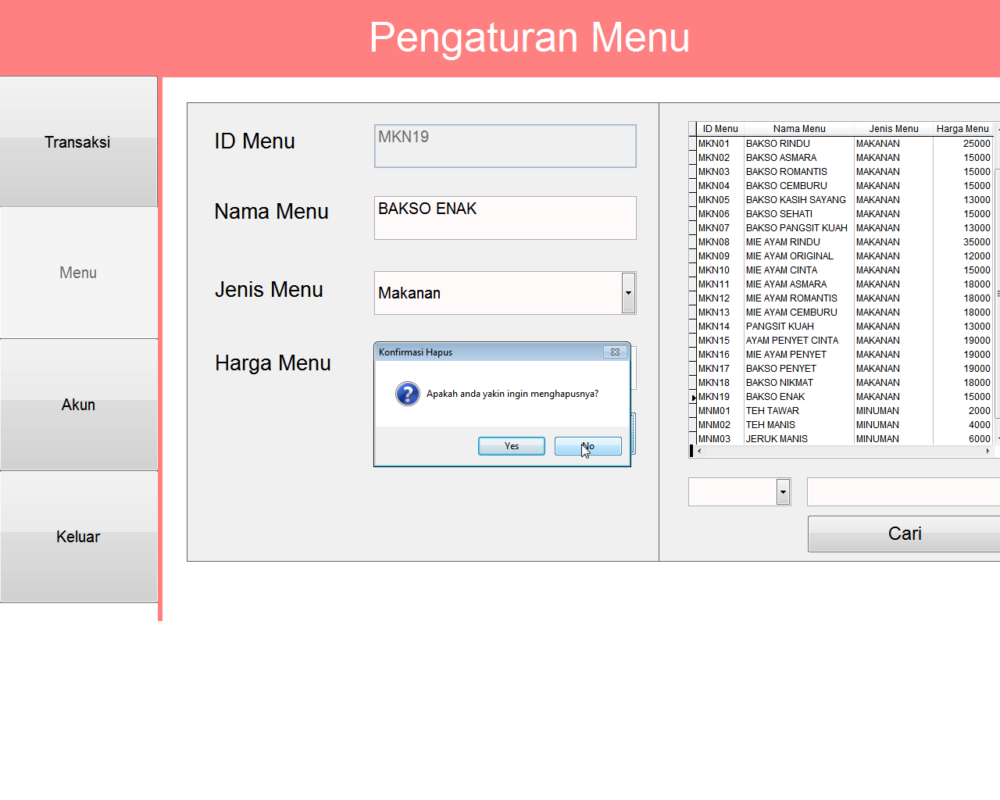 Pengaturan Menu
Transaksi
Menu
Akun
Keluar
ID Menu
MKN19
Nama Menu
BAKSO ENAK
Jenis Menu
Makanan
Harga Menu
Konfirmasi Hapus
Apakah anda yakin ingin menghapusnya?
Yes No
ID Menu Nama Menu Jenis Menu Harga Menu
MKN01 BAKSO RINDU MAKANAN 25000
MKN02 BAKSO ASMARA MAKANAN 15000
MKN03 BAKSO ROMANTIS MAKANAN 15000
MKN04 BAKSO CEMBURU MAKANAN 15000
MKN05 BAKSO KASIH SAYANG MAKANAN 13000
MKN06 BAKSO SEHATI MAKANAN 15000
MKN07 BAKSO PANGSIT KUAH MAKANAN 13000
MKN08 MIE AYAM RINDU MAKANAN 35000
MKN09 MIE AYAM ORIGINAL MAKANAN 12000
MKN10 MIE AYAM CINTA MAKANAN 15000
MKN11 MIE AYAM ASMARA MAKANAN 18000
MKN12 MIE AYAM ROMANTIS MAKANAN 18000
MKN13 MIE AYAM CEMBURU MAKANAN 18000
MKN14 PANGSIT KUAH MAKANAN 13000
MKN15 AYAM PENYET CINTA MAKANAN 19000
MKN16 MIE AYAM PENYET MAKANAN 19000
MKN17 BAKSO PENYET MAKANAN 19000
MKN18 BAKSO NIKMAT MAKANAN 18000
MKN19 BAKSO ENAK MAKANAN 15000
MNM01 TEH TAWAR MINUMAN 2000
MNM02 TEH MANIS MINUMAN 4000
MNM03 JERUK MANIS MINUMAN 6000
Cari